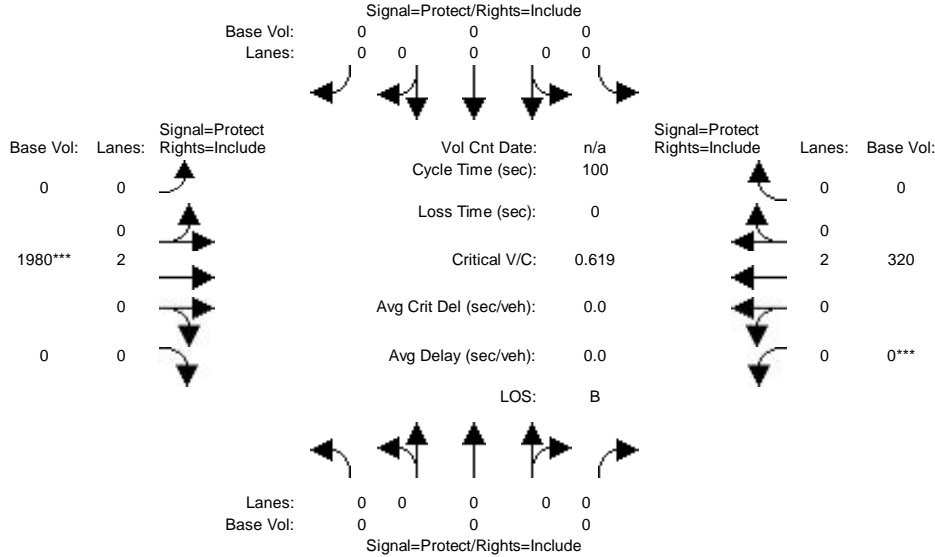 Signal=Protect/Rights=Include
Base Vol: 0 0 0
Lanes: 0 0 0 0 0
Signal=Protect Signal=Protect
Base Vol: Lanes: Rights=Include Vol Cnt Date: n/a Rights=Include Lanes: Base Vol:
Cycle Time (sec): 100
0 0 0 0
Loss Time (sec): 0
0 0
1980*** 2 Critical V/C: 0.619 2 320
0 Avg Crit Del (sec/veh): 0.0 0
0 0 Avg Delay (sec/veh): 0.0 0 0***
LOS: B
Lanes: 0 0 0 0 0
Base Vol: 0 0 0
Signal=Protect/Rights=Include